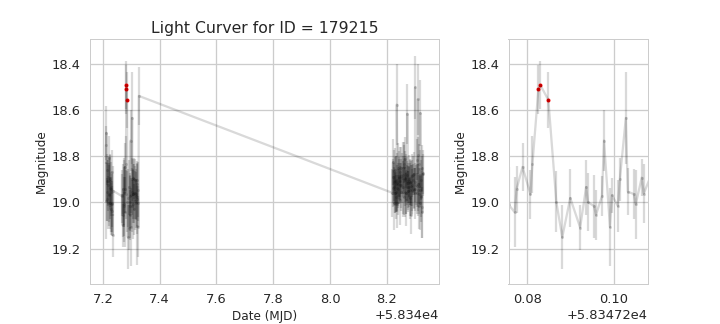 Light Curver for ID = 179215
Magnitude
18.4
18.6
18.8
19.0
19.2
7.2 7.4 7.6 7.8 8.0 8.2
Date (MJD)
+5.834e4
Magnitude
18.4
18.6
18.8
19.0
19.2
0.08 0.10
+5.83472e4